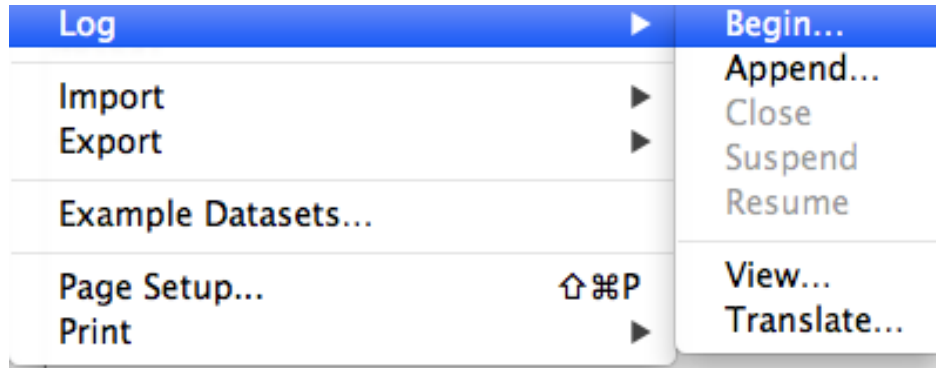 Log
Import
Export
Example Datasets...
Page Setup... ⇧⌘P
Print
Begin...
Append...
Close
Suspend
Resume
View...
Translate...